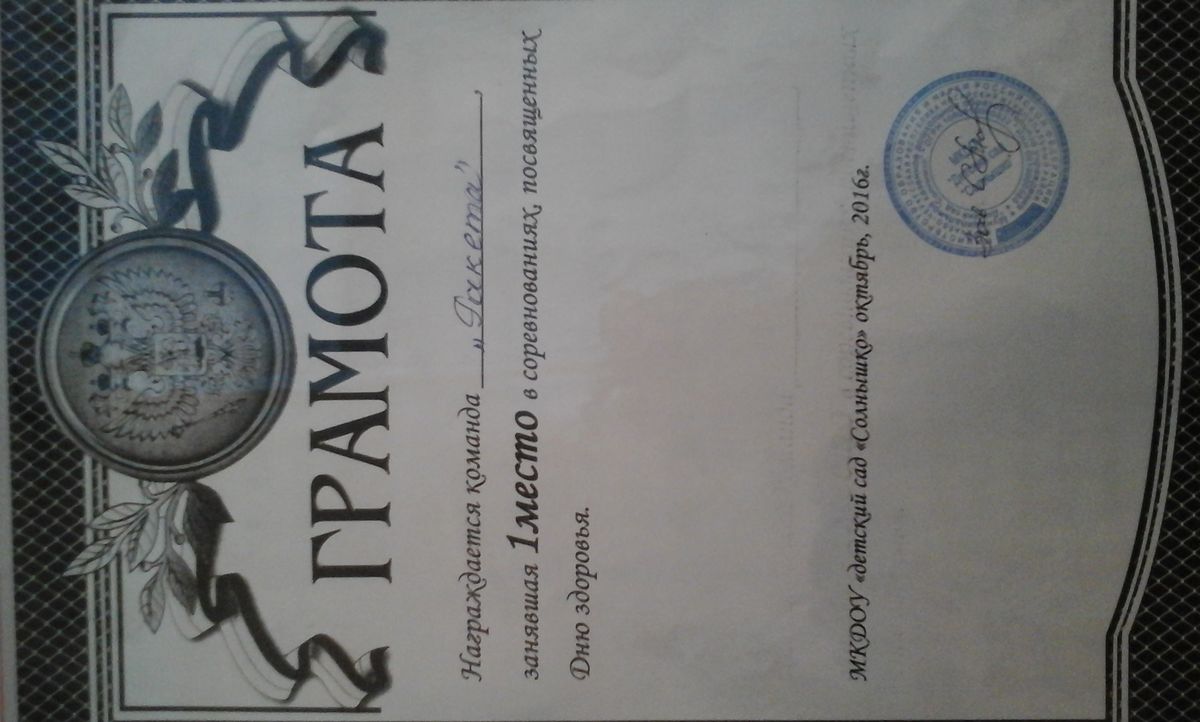 ГРАМОТА
Награждается команда „Ракета",
занявшая 1место в соревнованиях, посвященных
Дню здоровья.
МКДОУ «детский сад «Солнышко» октябрь, 2016г.